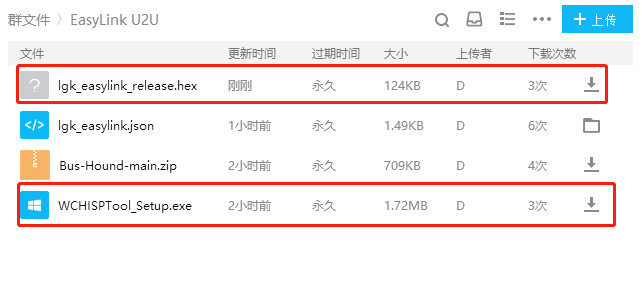 群文件 〉EasyLink U2U
+ 上传
文件 更新时间 过期时间 大小 上传者 下载次数
lgk_easylink_release.hex 刚刚 永久 124KB D 3次
lgk_easylink.json 1小时前 永久 1.49KB D 6次
Bus-Hound-main.zip 2小时前 永久 709KB D 4次
WCHISPTool_Setup.exe 2小时前 永久 1.72MB D 3次